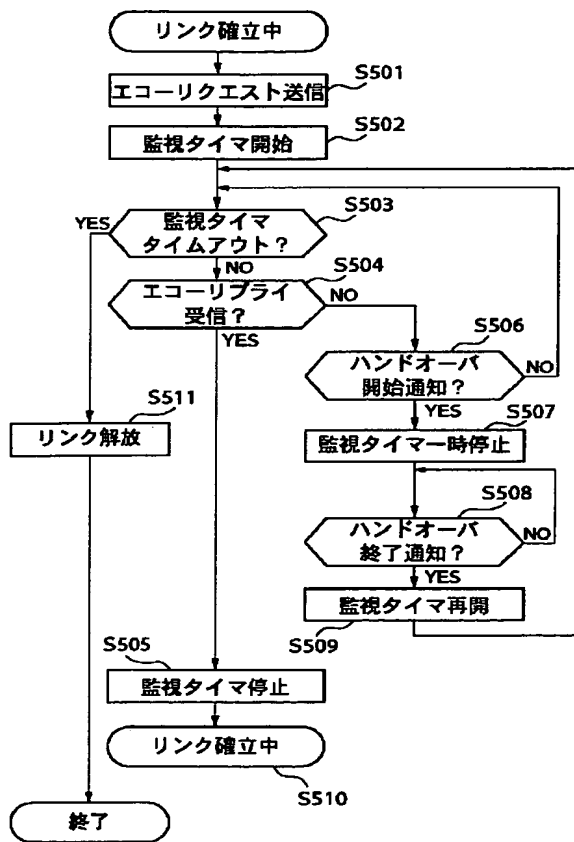 リンク確立中
S501
エコーリクエスト送信
S502
監視タイマ開始
S503
監視タイマ
タイムアウト？
YES
NO
S504
エコーリプライ
受信？
NO
YES
S506
ハンドオーバ
開始通知？
NO
YES
S507
監視タイマ一時停止
S508
ハンドオーバ
終了通知？
NO
YES
監視タイマ再開
S509
S511
リンク解放
S505
監視タイマ停止
リンク確立中
S510
終了